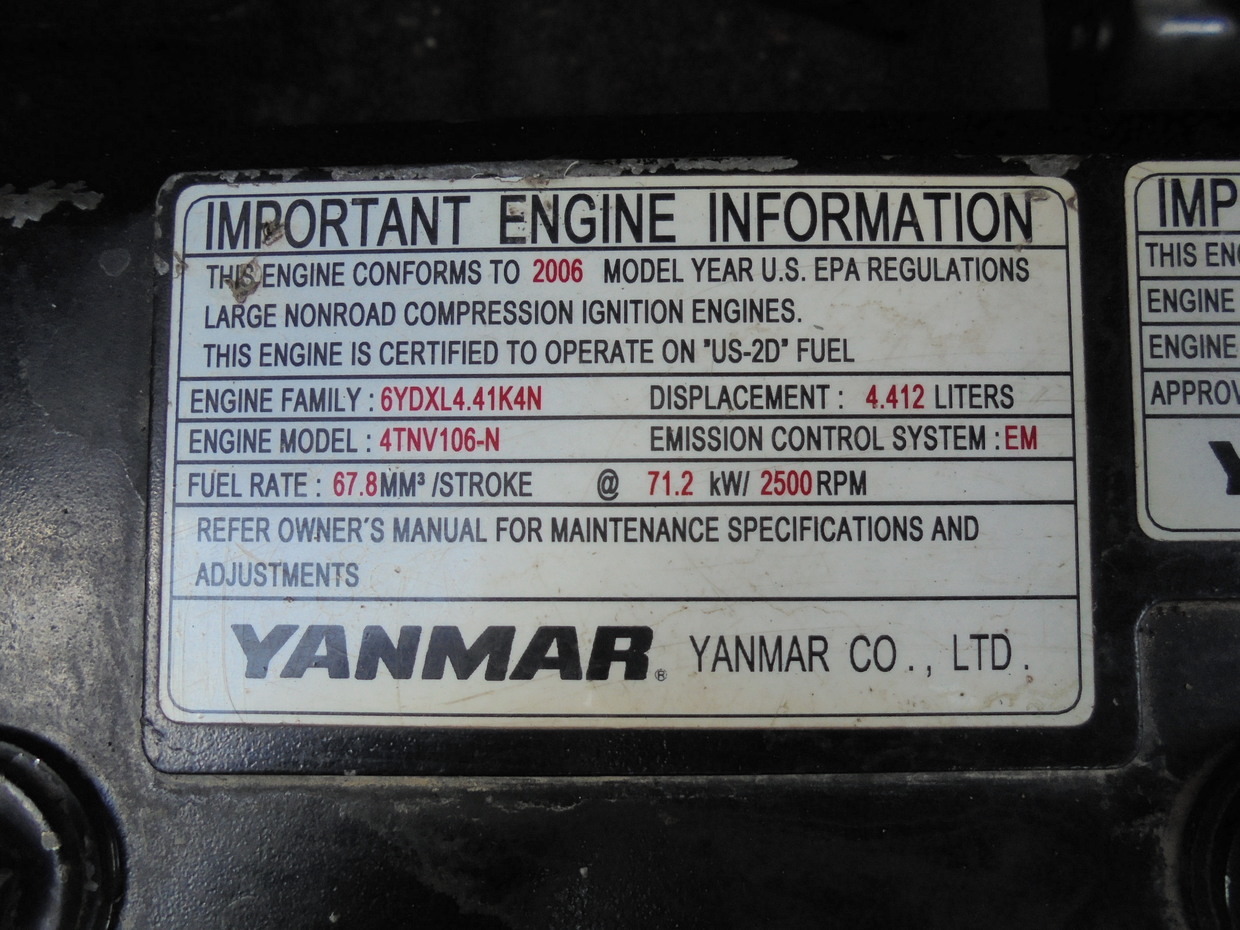 IMPORTANT ENGINE INFORMATION
THIS ENGINE CONFORMS TO 2006 MODEL YEAR U.S. EPA REGULATIONS
LARGE NONROAD COMPRESSION IGNITION ENGINES.
THIS ENGINE IS CERTIFIED TO OPERATE ON "US-2D" FUEL
ENGINE FAMILY : 6YDXL4.41K4N DISPLACEMENT : 4.412 LITERS
ENGINE MODEL : 4TNV106-N EMISSION CONTROL SYSTEM : EM
FUEL RATE : 67.8MM³ /STROKE @ 71.2 kW/ 2500RPM
REFER OWNER'S MANUAL FOR MAINTENANCE SPECIFICATIONS AND
ADJUSTMENTS
YANMAR® YANMAR CO., LTD.
IMP
THIS EN
ENGINE
ENGINE
APPROV